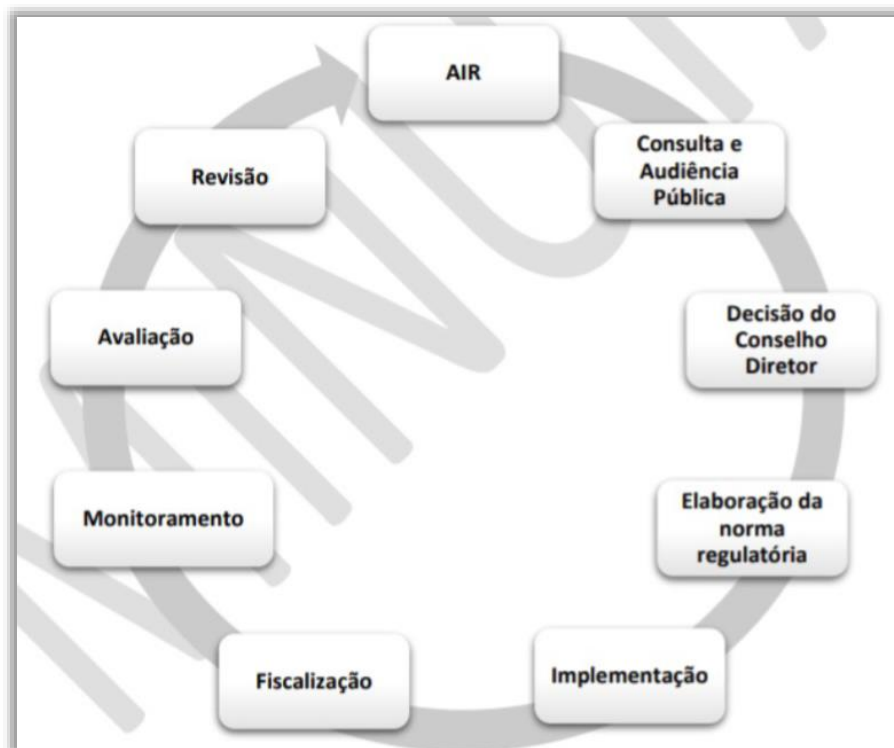 AIR
Consulta e
Audiência
Pública
Decisão do
Conselho
Diretor
Elaboração da
norma
regulatória
Implementação
Fiscalização
Monitoramento
Avaliação
Revisão